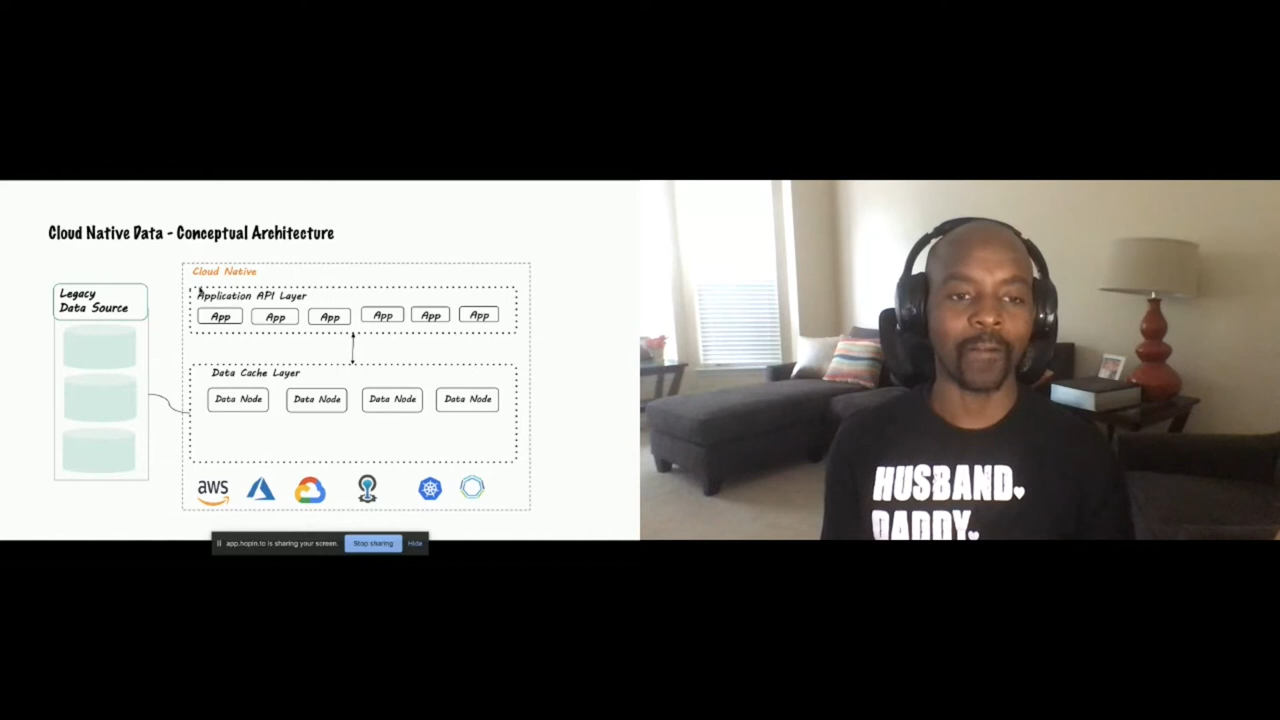 Cloud Native Data - Conceptual Architecture
Cloud Native
Legacy
Data Source
Application API Layer
App App App App App App
Data Cache Layer
Data Node Data Node Data Node Data Node
aws
app.hopin.to is sharing your screen. Stop sharing Hide
HUSBAND.
DADDY.